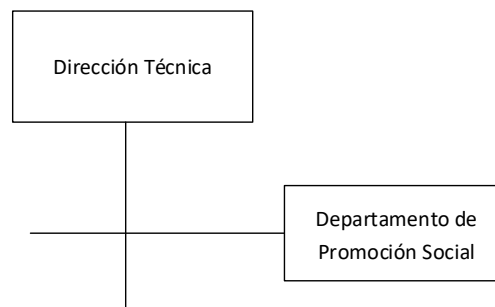 Dirección Técnica
Departamento de
Promoción Social